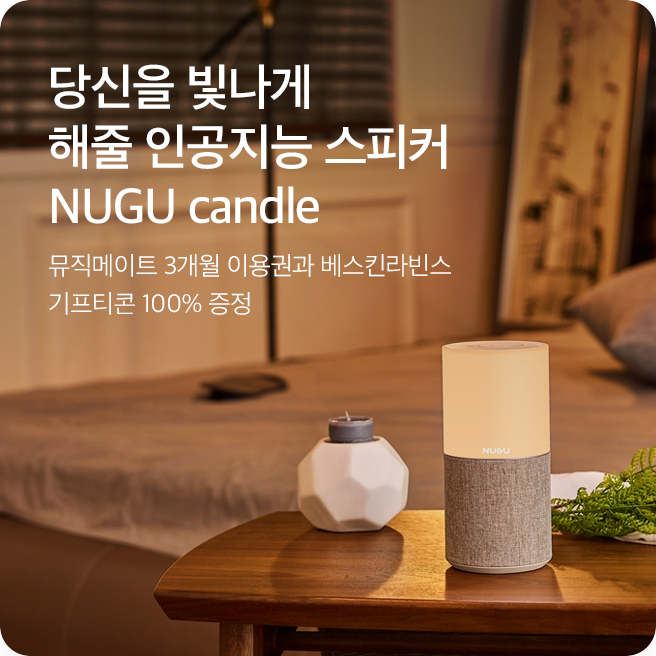 당신을 빛나게
해줄 인공지능 스피커
NUGU candle
뮤직메이트 3개월 이용권과 베스킨라빈스
기프티콘 100% 증정
NUGU